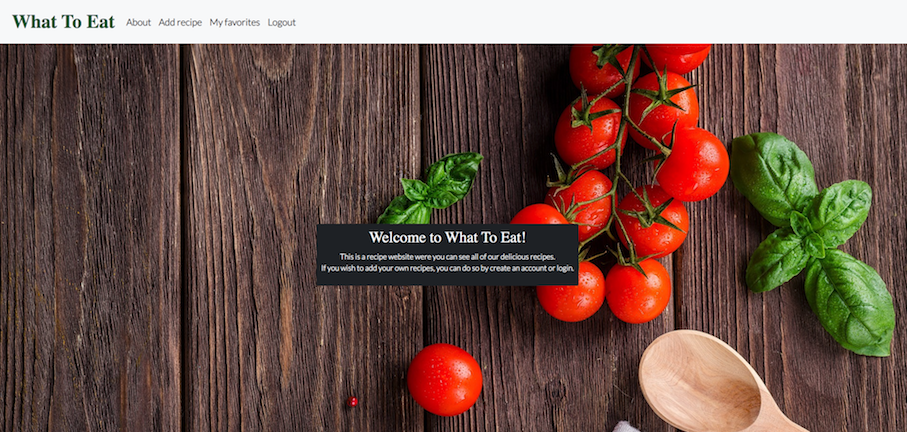 What To Eat About Add recipe My favorites Logout
Welcome to What To Eat!
This is a recipe website were you can see all of our delicious recipes.
If you wish to add your own recipes, you can do so by create an account or login.